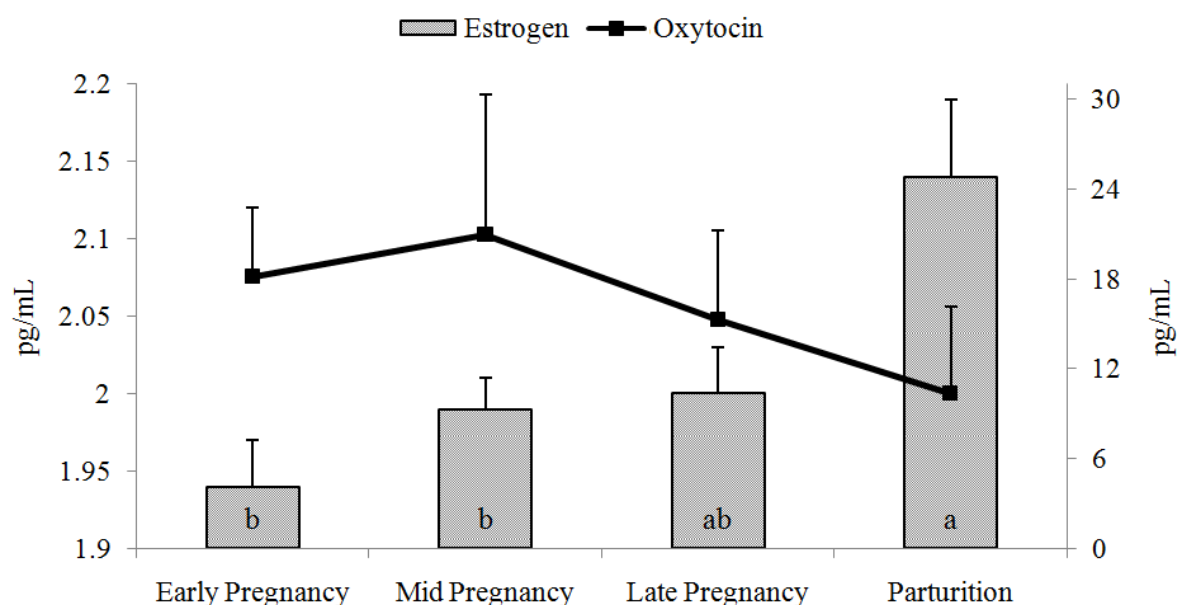 Estrogen Oxytocin
2.2
2.15
2.1
2.05
2
1.95
1.9
pg/mL
30
24
18
12
6
0
pg/mL
b b ab a
Early Pregnancy Mid Pregnancy Late Pregnancy Parturition